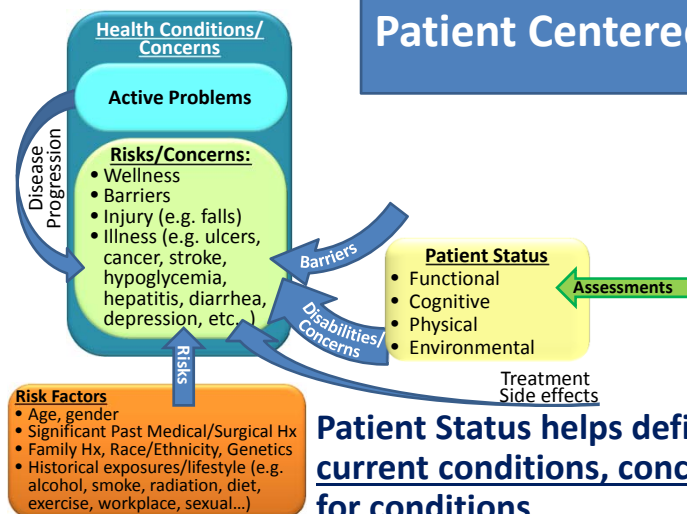 Patient Centered
Health Conditions/
Concerns
Active Problems
Disease
Progression
Risks/Concerns:
• Wellness
• Barriers
• Injury (e.g. falls)
• Illness (e.g. ulcers,
cancer, stroke,
hypoglycemia,
hepatitis, diarrhea,
depression, etc…)
Barriers
Disabilities/
Concerns
Patient Status
• Functional
• Cognitive
• Physical
• Environmental
Assessments
Risks
Treatment
Side effects
Risk Factors
• Age, gender
• Significant Past Medical/Surgical Hx
• Family Hx, Race/Ethnicity, Genetics
• Historical exposures/lifestyle (e.g.
alcohol, smoke, radiation, diet,
exercise, workplace, sexual…)
Patient Status helps defi
current conditions, conc
for conditions